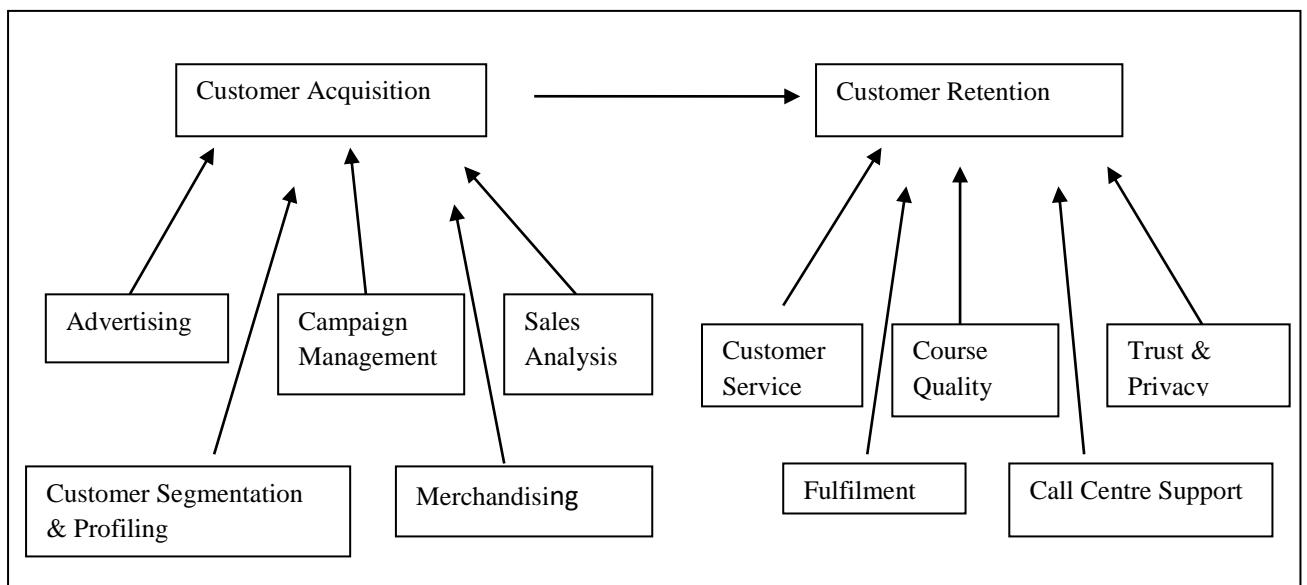 Customer Acquisition
Customer Retention
Advertising
Campaign
Management
Sales
Analysis
Customer
Service
Course
Quality
Trust &
Privacy
Customer Segmentation
& Profiling
Merchandising
Fulfilment
Call Centre Support